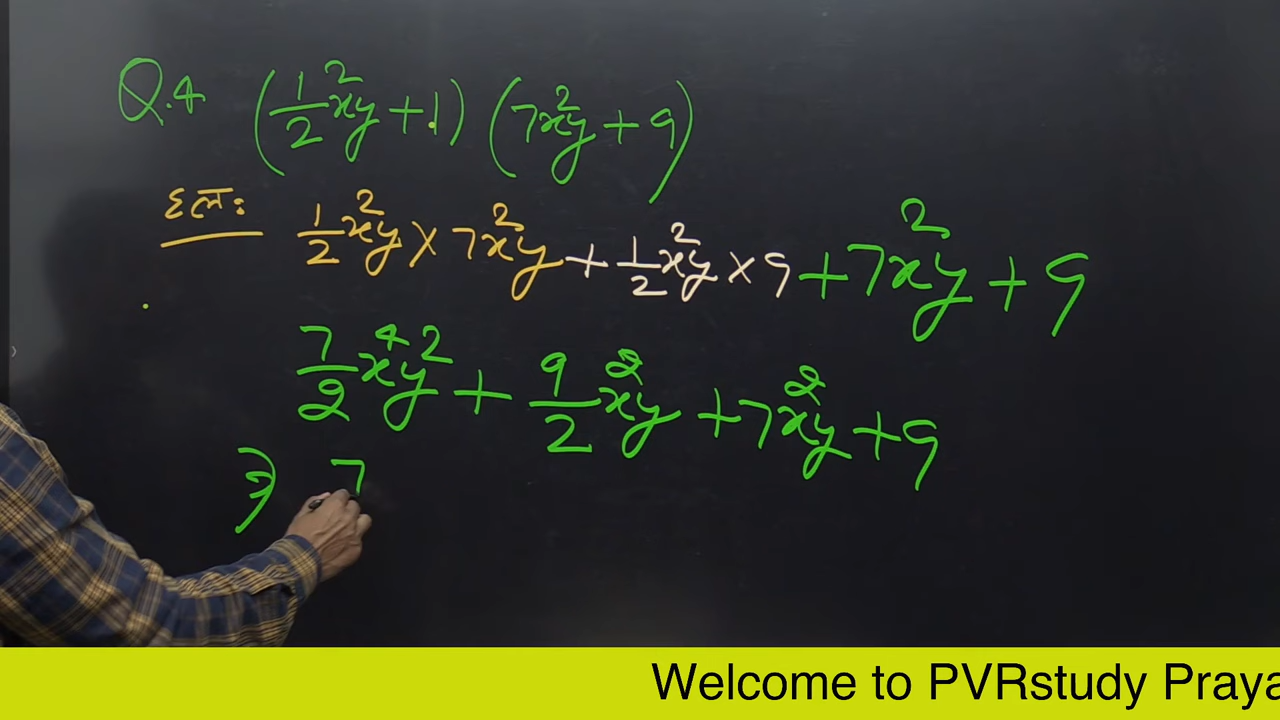 Q.4 (1/2 x²y + 1) (7x²y + 9)
हलः 1/2 x²y × 7x²y + 1/2 x²y × 9 + 7x²y + 9
7/2 x⁴y² + 9/2 x²y + 7x²y + 9
⇒ 7
Welcome to PVRstudy Praya